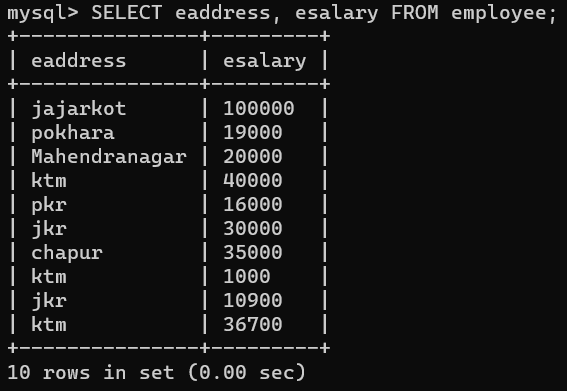 mysql> SELECT eaddress, esalary FROM employee;
+---------------+---------+
| eaddress      | esalary |
+---------------+---------+
| jajarkot      | 100000  |
| pokhara       | 19000   |
| Mahendranagar | 20000   |
| ktm           | 40000   |
| pkr           | 16000   |
| jkr           | 30000   |
| chapur        | 35000   |
| ktm           | 1000    |
| jkr           | 10900   |
| ktm           | 36700   |
+---------------+---------+
10 rows in set (0.00 sec)